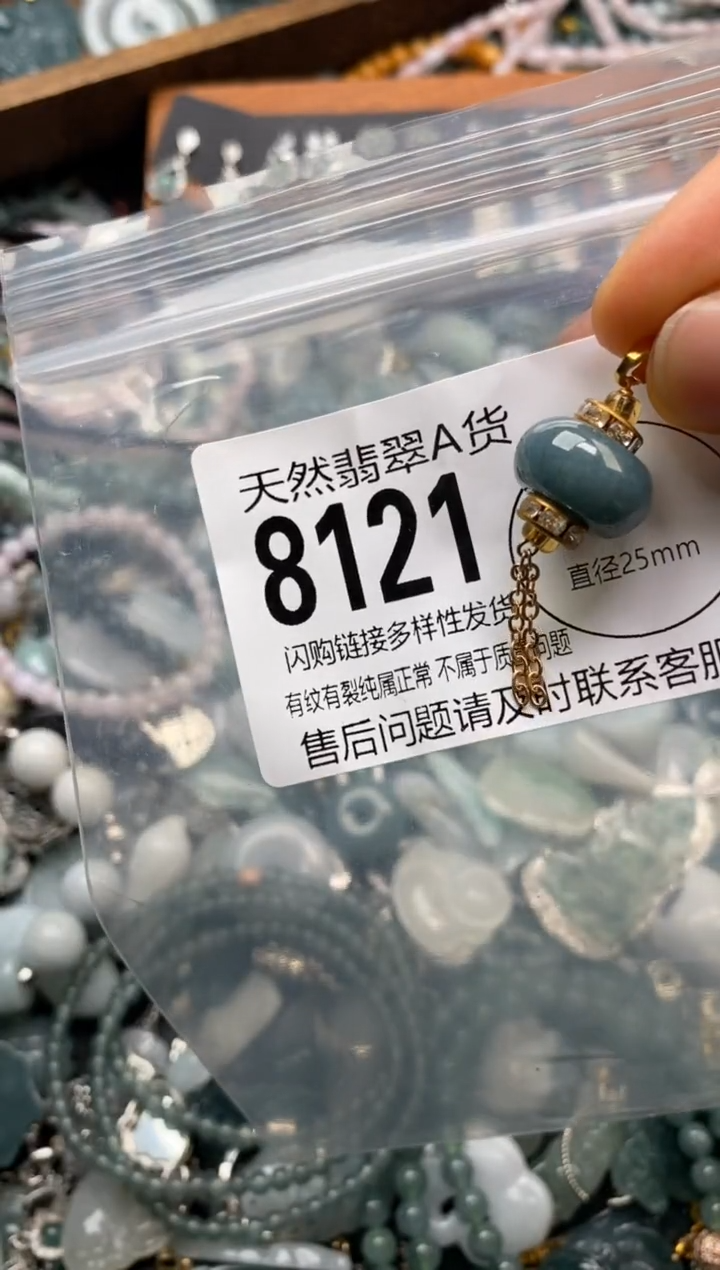 天然翡翠A货
8121
直径25mm
闪购链接多样性发货
有纹有裂纯属正常 不属于质 问题
售后问题请及时联系客服